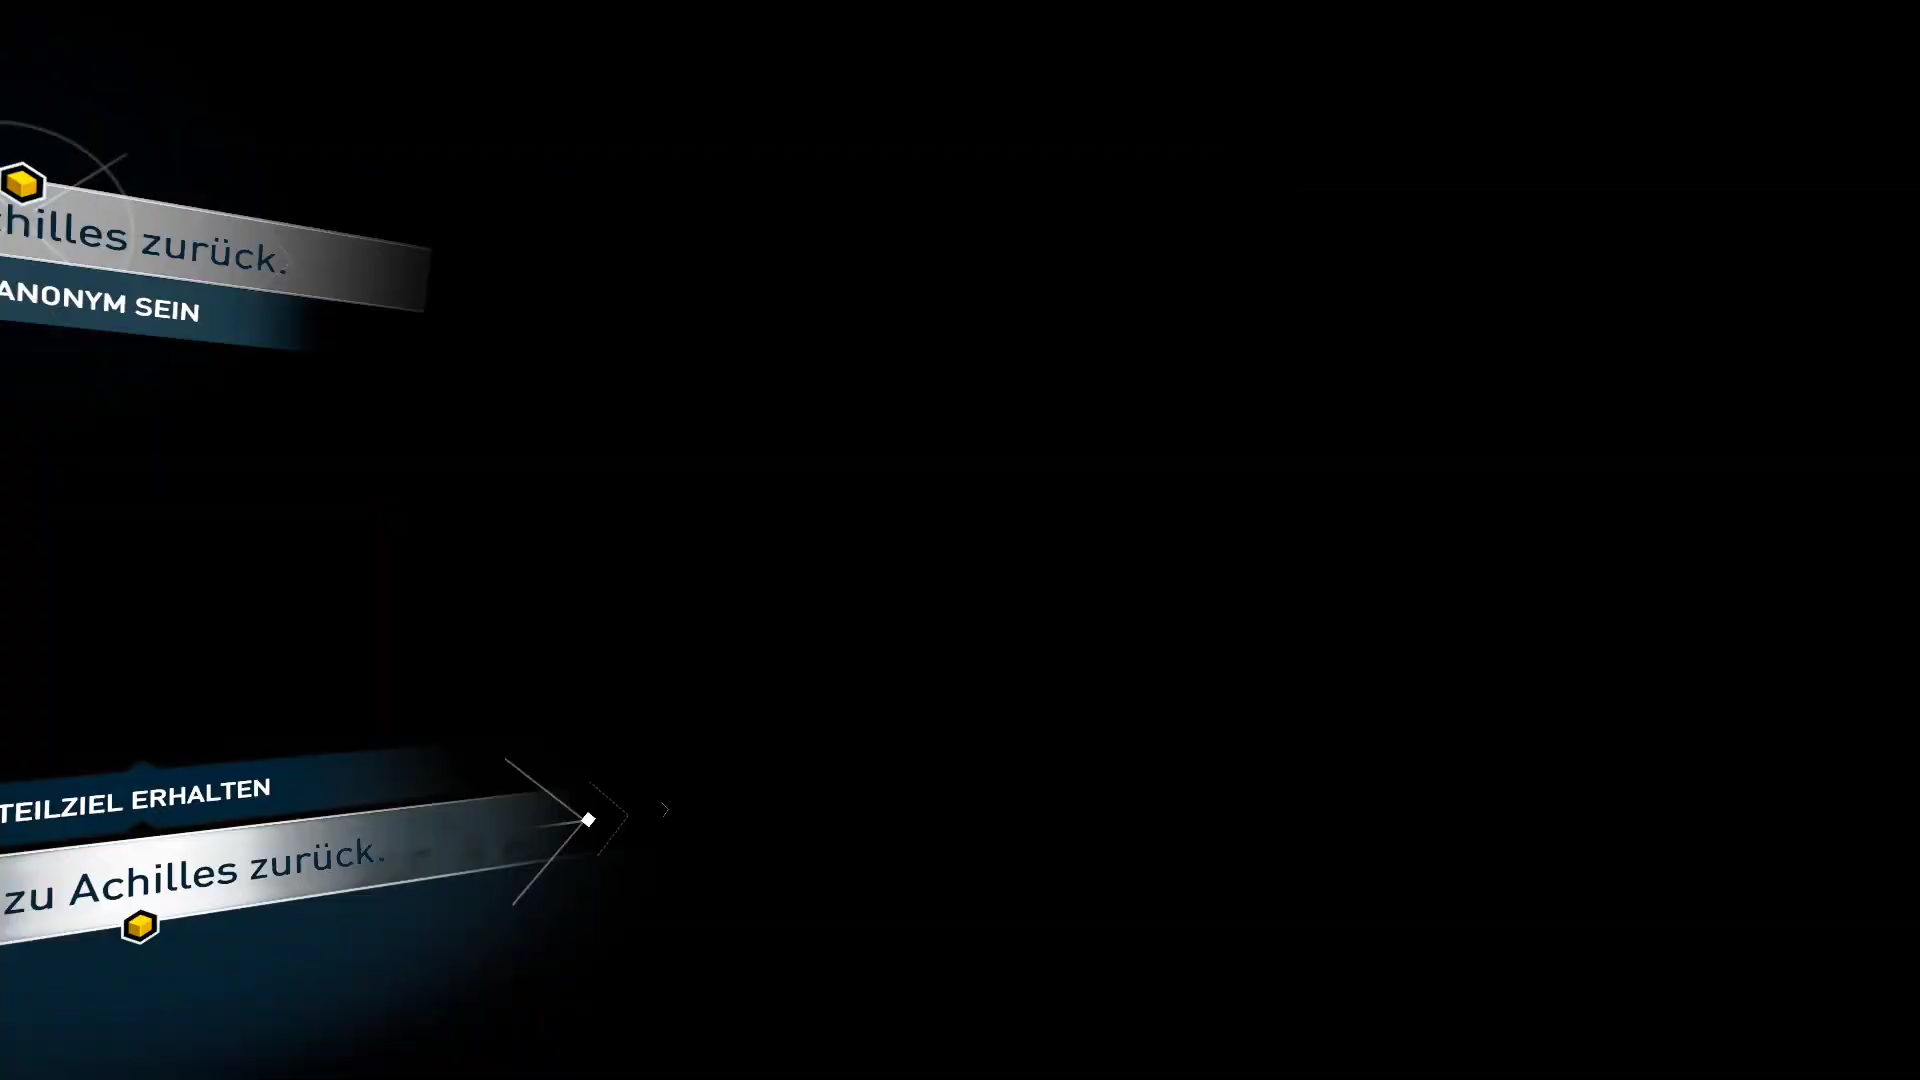 hilles zurück.
ANONYM SEIN
TEILZIEL ERHALTEN
zu Achilles zurück.